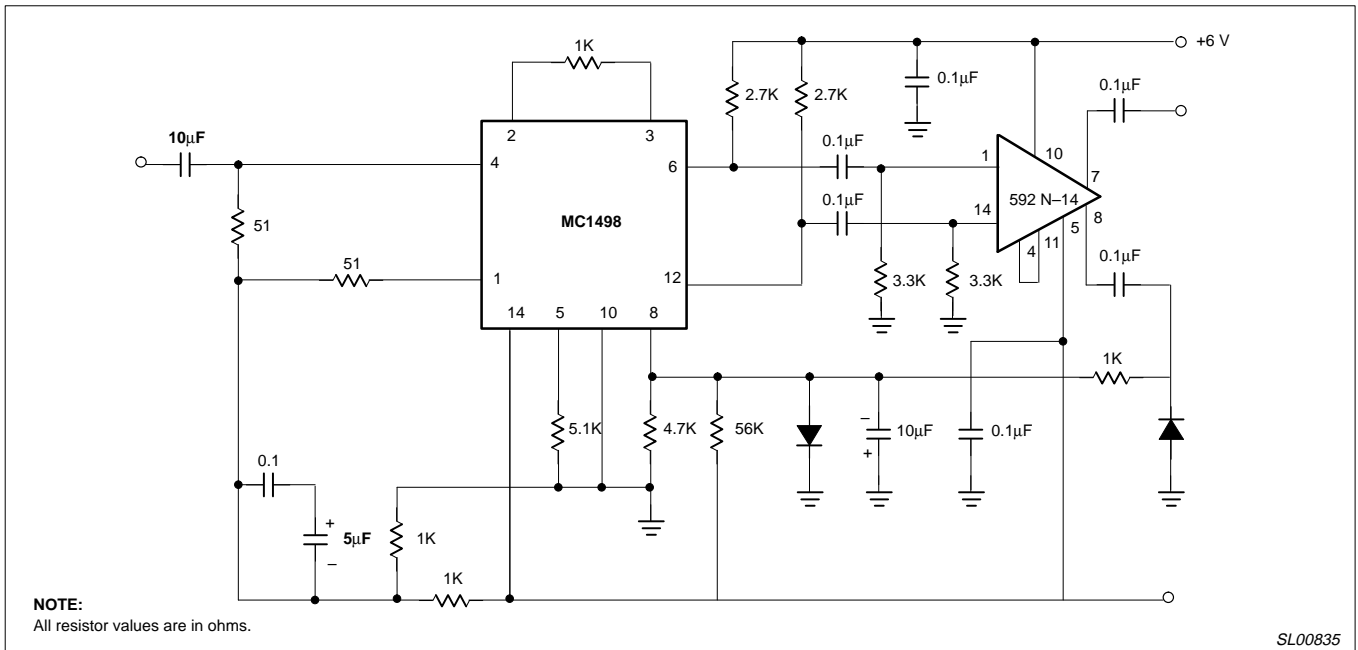 1K
+6 V
2.7K
2.7K
0.1μF
0.1μF
10μF
2
3
0.1μF
1
10
4
6
7
51
MC1498
0.1μF
14
592 N–14
8
5
11
4
51
1
12
3.3K
3.3K
0.1μF
14
5
10
8
1K
5.1K
4.7K
56K
–
10μF
+
0.1μF
0.1
+
5μF
–
1K
1K
NOTE:
All resistor values are in ohms.
SL00835